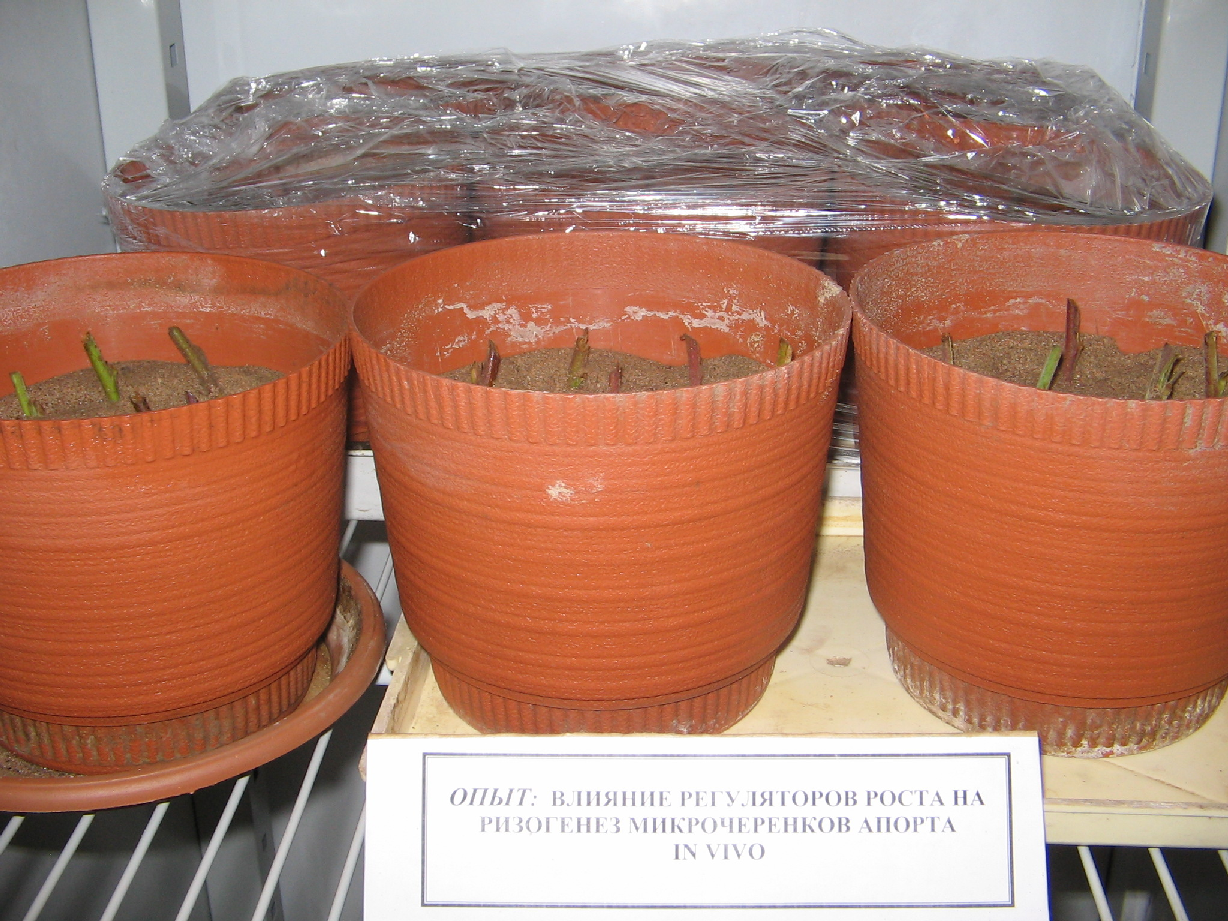 ОПЫТ: ВЛИЯНИЕ РЕГУЛЯТОРОВ РОСТА НА
РИЗОГЕНЕЗ МИКРОЧЕРЕНКОВ АПОРТА
IN VIVO